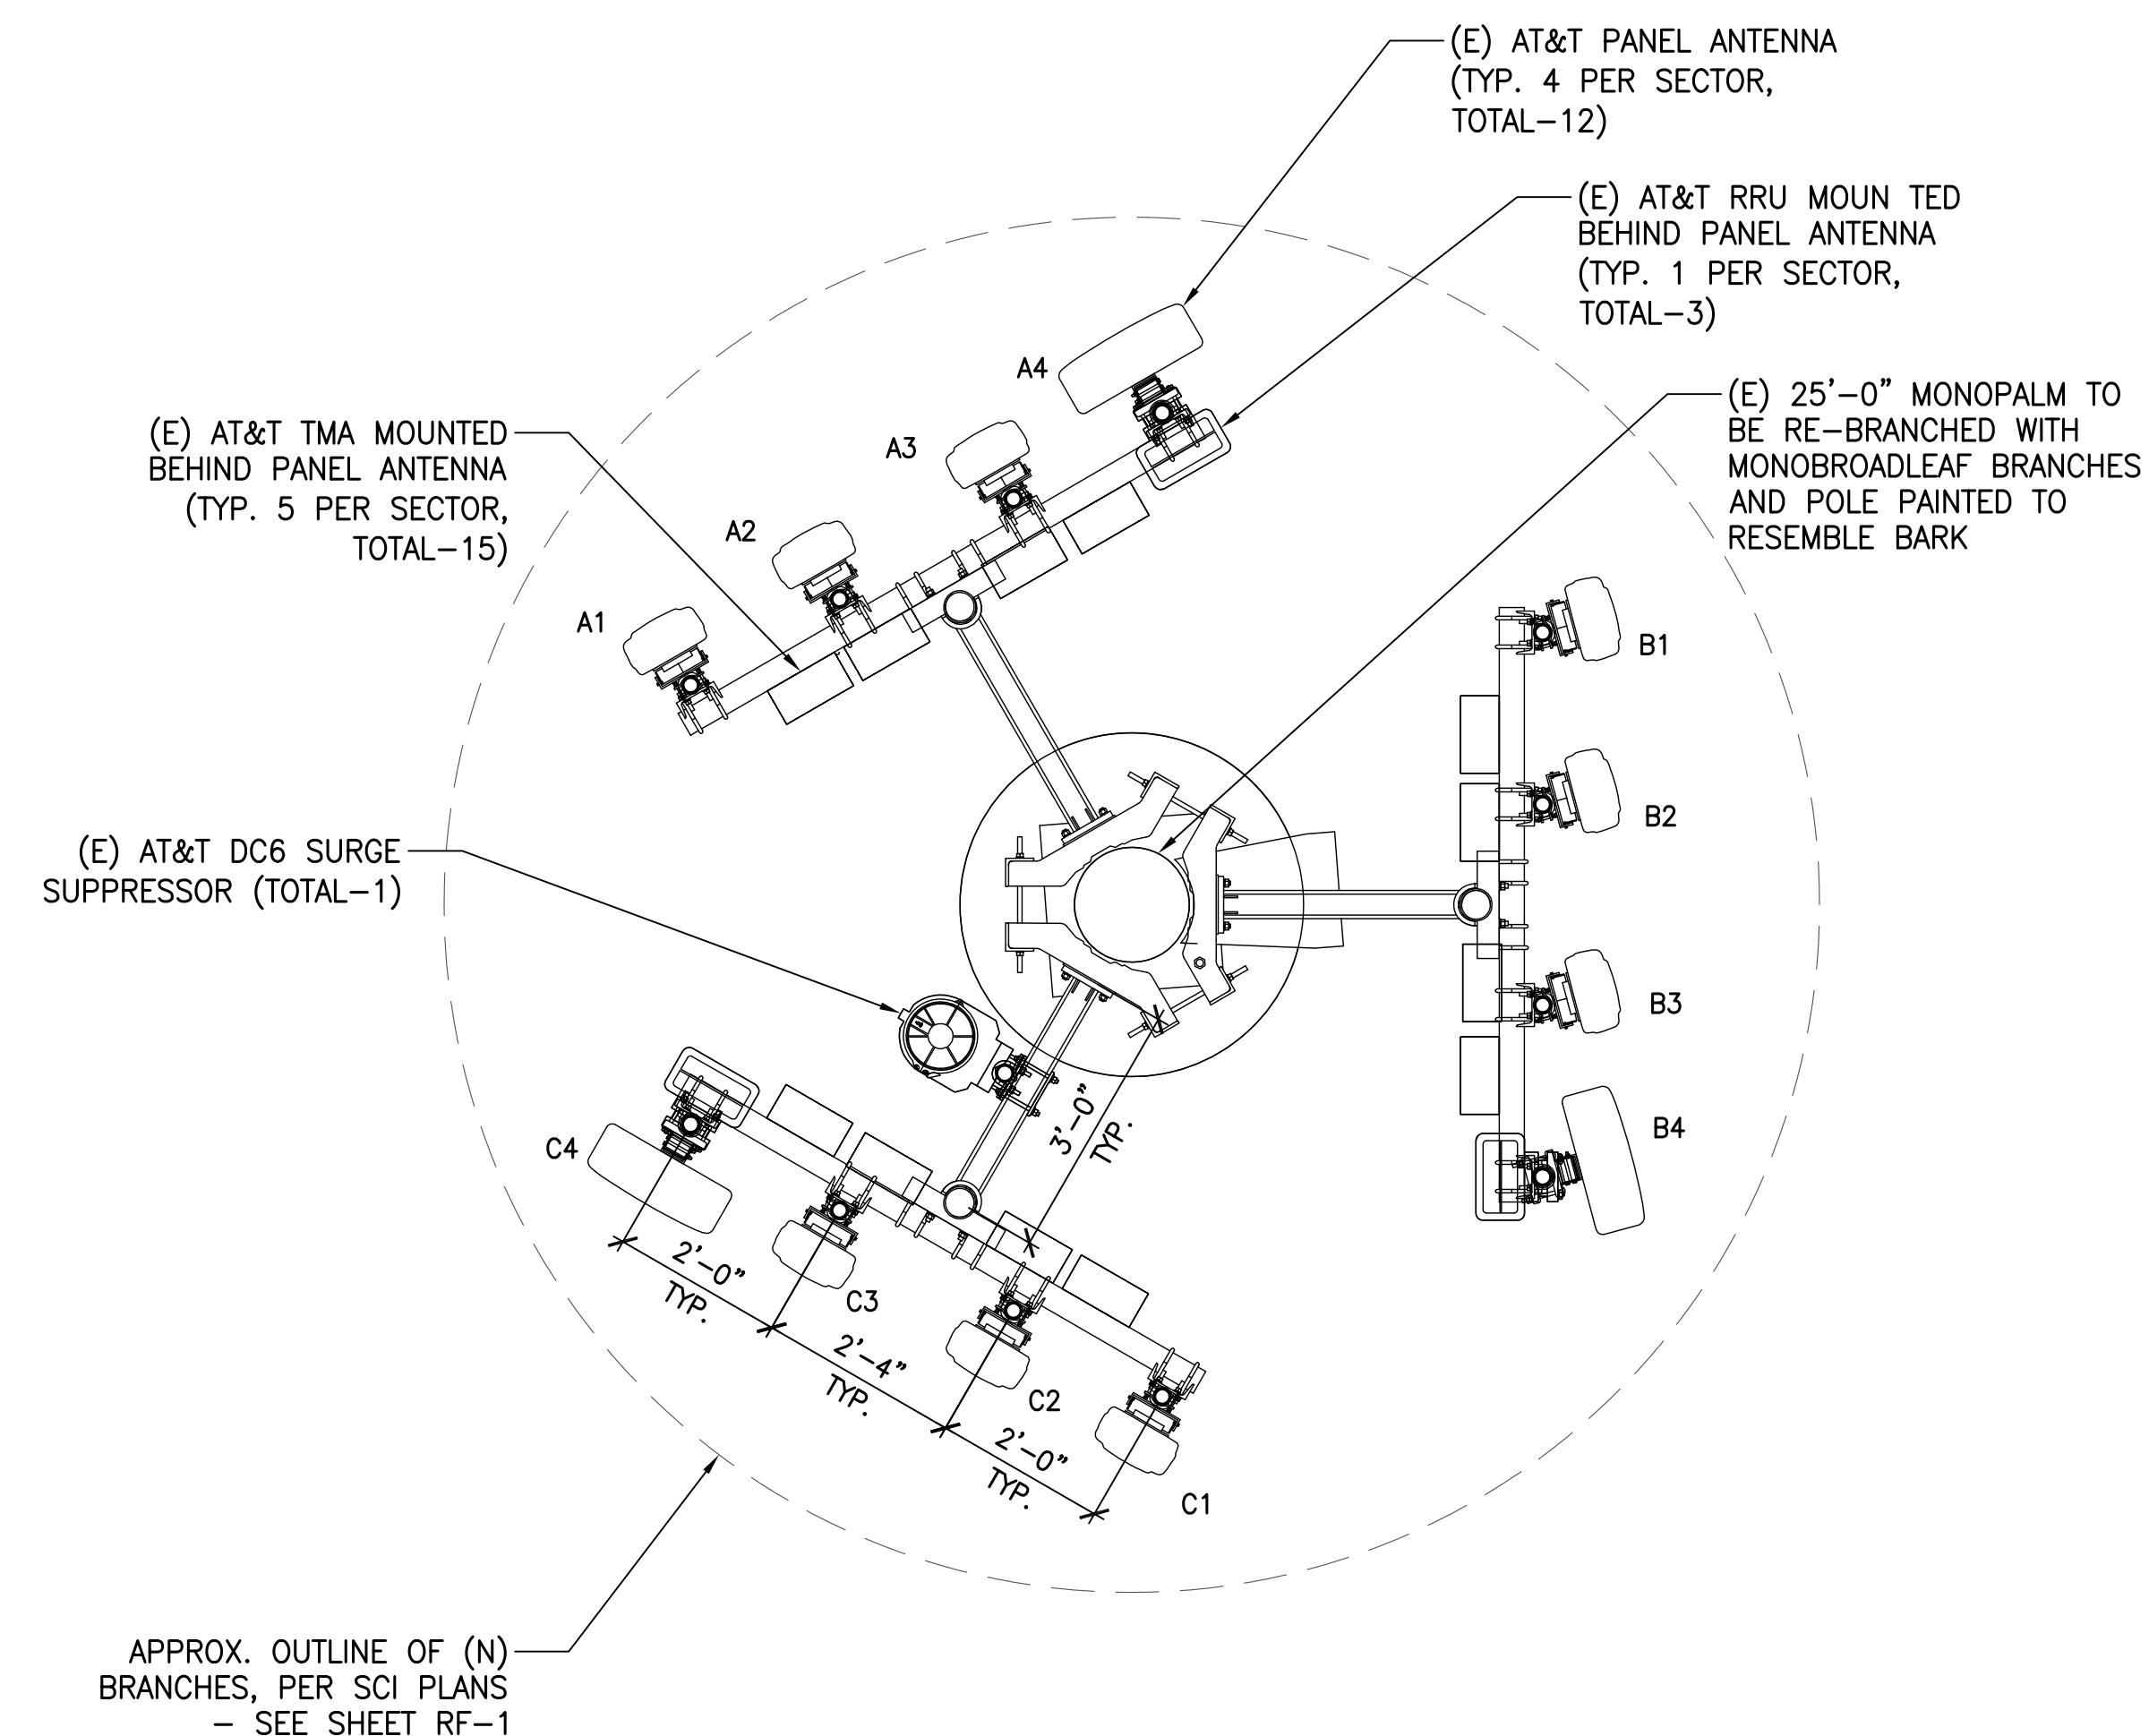 (E) AT&T PANEL ANTENNA
(TYP. 4 PER SECTOR,
TOTAL-12)
(E) AT&T RRU MOUN TED
BEHIND PANEL ANTENNA
(TYP. 1 PER SECTOR,
TOTAL-3)
(E) 25'-0" MONOPALM TO
BE RE-BRANCHED WITH
MONOBROADLEAF BRANCHES
AND POLE PAINTED TO
RESEMBLE BARK
(E) AT&T TMA MOUNTED
BEHIND PANEL ANTENNA
(TYP. 5 PER SECTOR,
TOTAL-15)
A4
A3
A2
A1
B1
B2
B3
B4
(E) AT&T DC6 SURGE
SUPPRESSOR (TOTAL-1)
4
3'-0"
TYP.
C4
C3
C2
C1
2'-0"
TYP.
2'-4"
TYP.
2'-0"
TYP.
APPROX. OUTLINE OF (N)
BRANCHES, PER SCI PLANS
- SEE SHEET RF-1